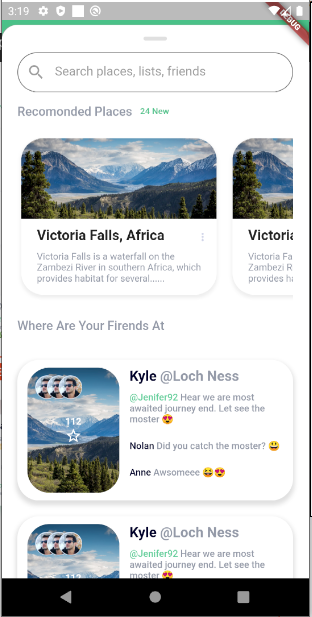 3:19
DEBUG
Search places, lists, friends
Recomonded Places 24 New
Victoria Falls, Africa
Victoria Falls is a waterfall on the
Zambezi River in southern Africa, which
provides habitat for several......
Victoria
Victoria Fa
Zambezi R
provides ha
Where Are Your Firends At
Kyle @Loch Ness
@Jenifer92 Hear we are most
awaited journey end. Let see the
moster 😍
Nolan Did you catch the moster? 😃
Anne Awsomeee 😄😍
112
Kyle @Loch Ness
@Jenifer92 Hear we are most
awaited journey end. Let see the
moster 😍
112